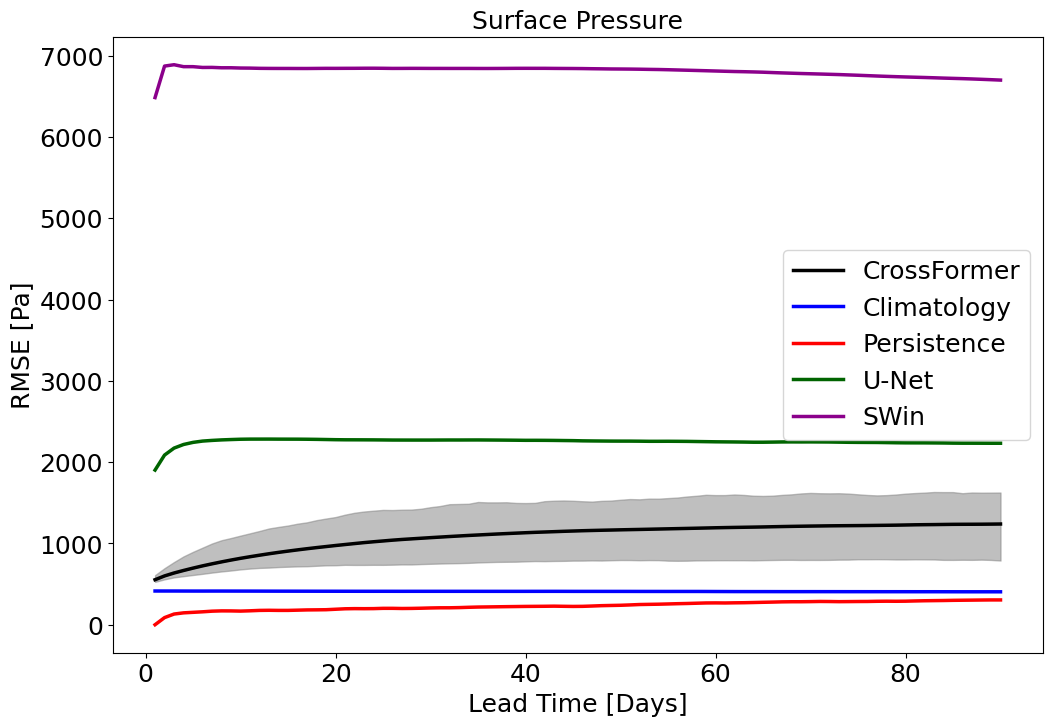 Surface Pressure
RMSE [Pa]
7000
6000
5000
4000
3000
2000
1000
0
CrossFormer
Climatology
Persistence
U-Net
SWin
0
20
40
60
80
Lead Time [Days]